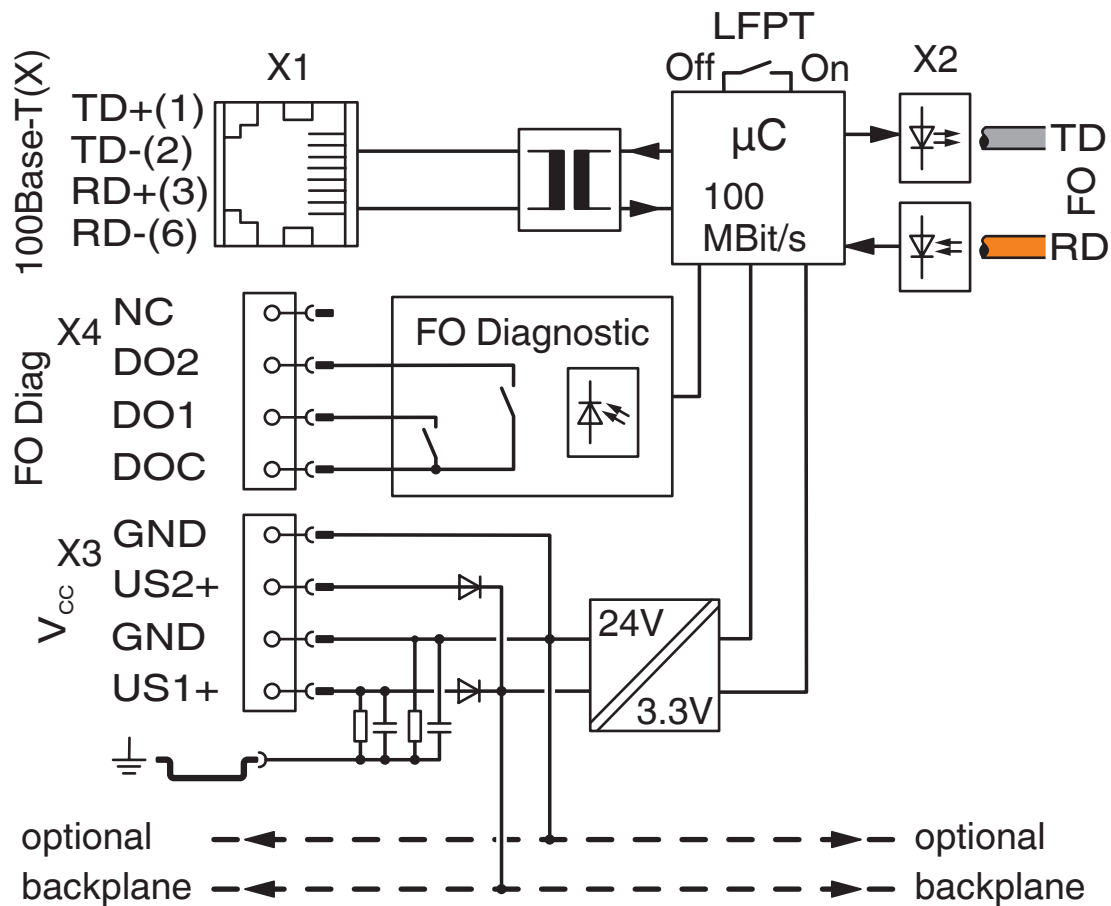 LFPT
Off
On
X1
X2
100Base-T(X)
TD+(1)
TD-(2)
RD+(3)
RD-(6)
µC
100
MBit/s
TD
FO
RD
FO Diag
X4
NC
DO2
DO1
DOC
FO Diagnostic
VCC
X3
GND
US2+
GND
US1+
24V
3.3V
optional
optional
backplane
backplane